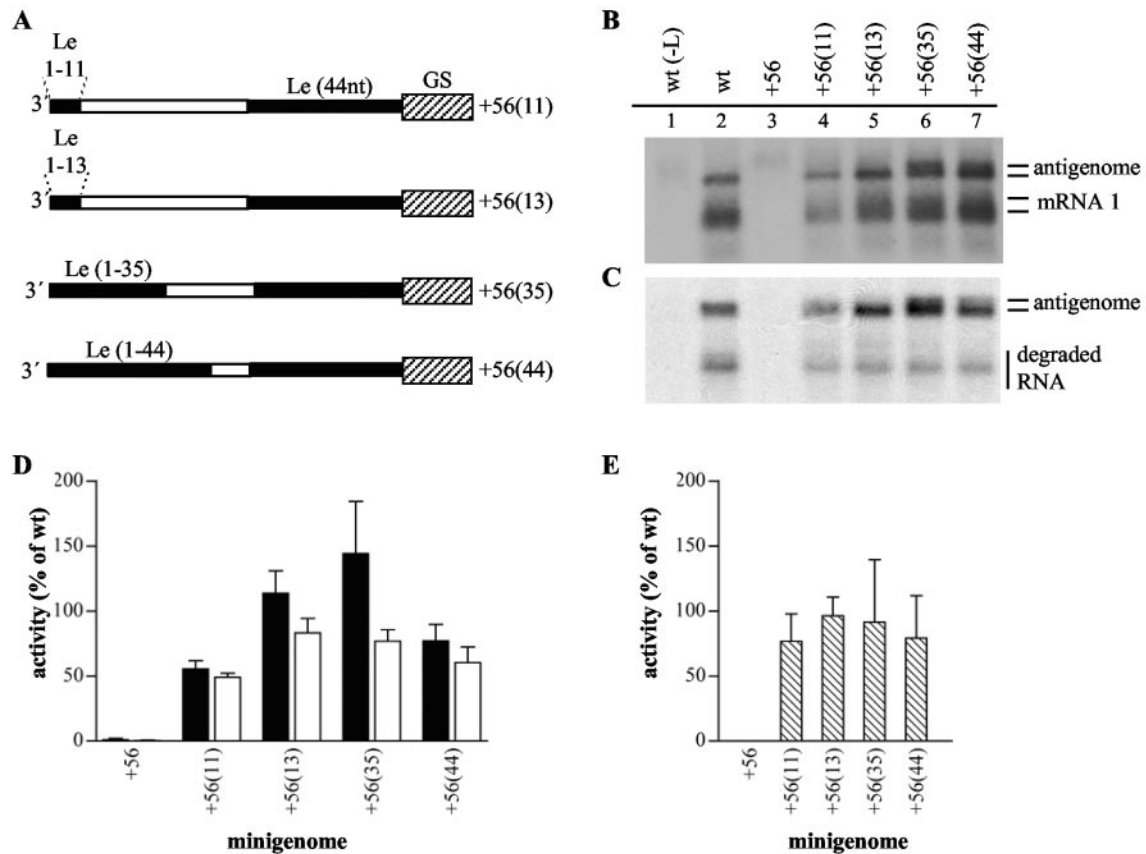 A
Le
1-11
Le (44nt)
GS
3´
+56(11)
Le
1-13
3´
+56(13)
Le (1-35)
3´
+56(35)
Le (1-44)
3´
+56(44)
B
wt (-L)
wt
+56
+56(11)
+56(13)
+56(35)
+56(44)
1 2 3 4 5 6 7
antigenome
mRNA 1
C
antigenome
degraded
RNA
D
activity (% of wt)
200
150
100
50
0
+56
+56(11)
+56(13)
+56(35)
+56(44)
minigenome
E
activity (% of wt)
200
150
100
50
0
+56
+56(11)
+56(13)
+56(35)
+56(44)
minigenome